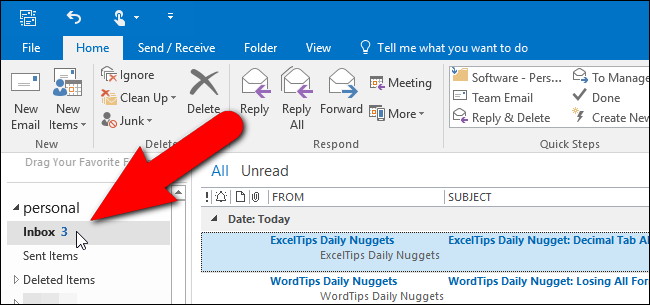 File Home Send / Receive Folder View Tell me what you want to do
New Email
New Items
Ignore
Clean Up
Junk
Delete
Reply
Reply All
Forward
Meeting
More
Software - Pers...
Team Email
Reply & Delete
To Manage
Done
Create New
New
Respond
Quick Steps
Drag Your Favorite
All Unread
FROM SUBJECT
personal
Inbox 3
Sent Items
Deleted Items
Date: Today
ExcelTips Daily Nuggets ExcelTips Daily Nugget: Decimal Tab Al
ExcelTips Daily Nuggets
WordTips Daily Nuggets WordTips Daily Nugget: Losing All For
WordTips Daily Nuggets